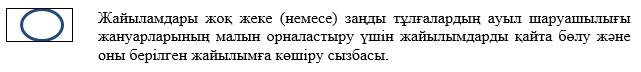 Жайыламдары жоқ жеке (немесе) заңды тұлғалардың ауыл шаруашылығы
жануарларының малын орналастыру үшін жайылымдарды қайта бөлу және
оны берілген жайылымға көшіру сызбасы.